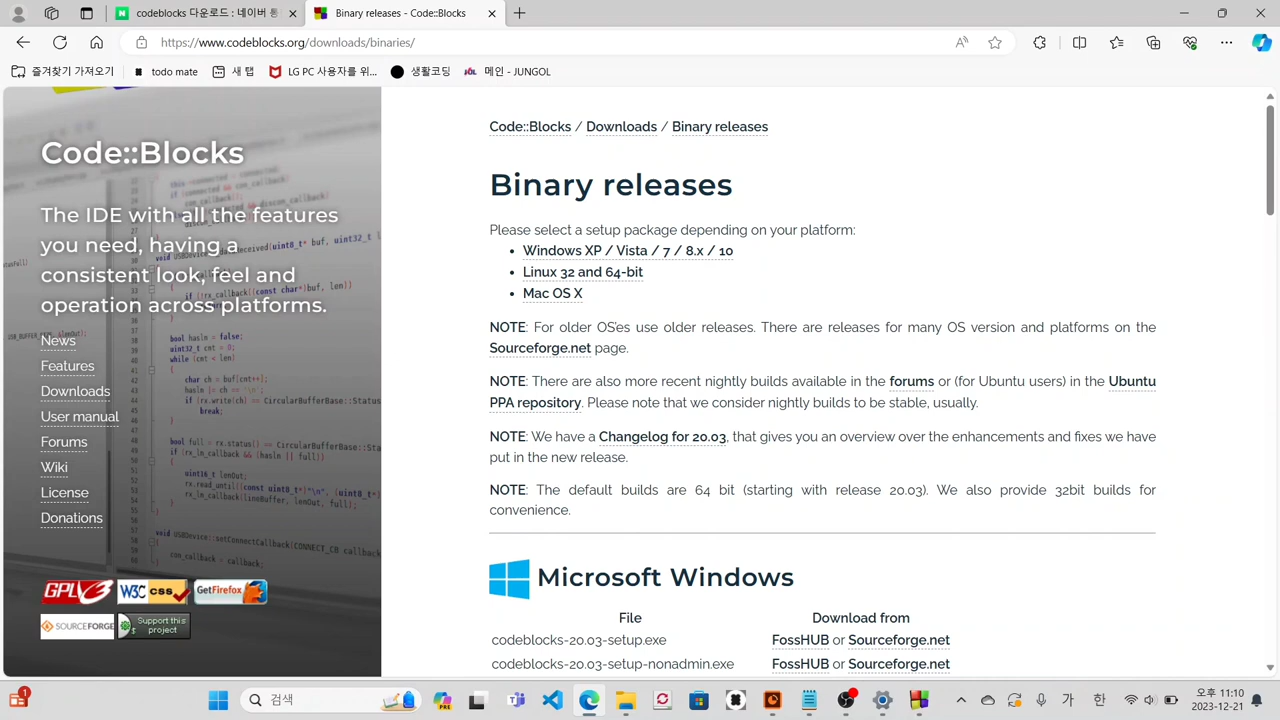 codeblocks 다운로드 : 네이버 통
Binary releases - Code::Blocks
https://www.codeblocks.org/downloads/binaries/
즐겨찾기 가져오기
todo mate
새 탭
LG PC 사용자를 위...
생활코딩
메인 - JUNGOL
Code::Blocks
The IDE with all the features
you need, having a
consistent look, feel and
operation across platforms.
News
Features
Downloads
User manual
Forums
Wiki
License
Donations
GPL3
W3C css
GetFirefox
SOURCEFORGE
Support this
project
Code::Blocks / Downloads / Binary releases
Binary releases
Please select a setup package depending on your platform:
Windows XP / Vista / 7 / 8.x / 10
Linux 32 and 64-bit
Mac OS X
NOTE: For older OS'es use older releases. There are releases for many OS version and platforms on the
Sourceforge.net page.
NOTE: There are also more recent nightly builds available in the forums or (for Ubuntu users) in the Ubuntu
PPA repository. Please note that we consider nightly builds to be stable, usually.
NOTE: We have a Changelog for 20.03, that gives you an overview over the enhancements and fixes we have
put in the new release.
NOTE: The default builds are 64 bit (starting with release 20.03). We also provide 32bit builds for
convenience.
Microsoft Windows
File Download from
codeblocks-20.03-setup.exe FossHUB or Sourceforge.net
codeblocks-20.03-setup-nonadmin.exe FossHUB or Sourceforge.net
1
검색
가
한
오후 11:10
2023-12-21